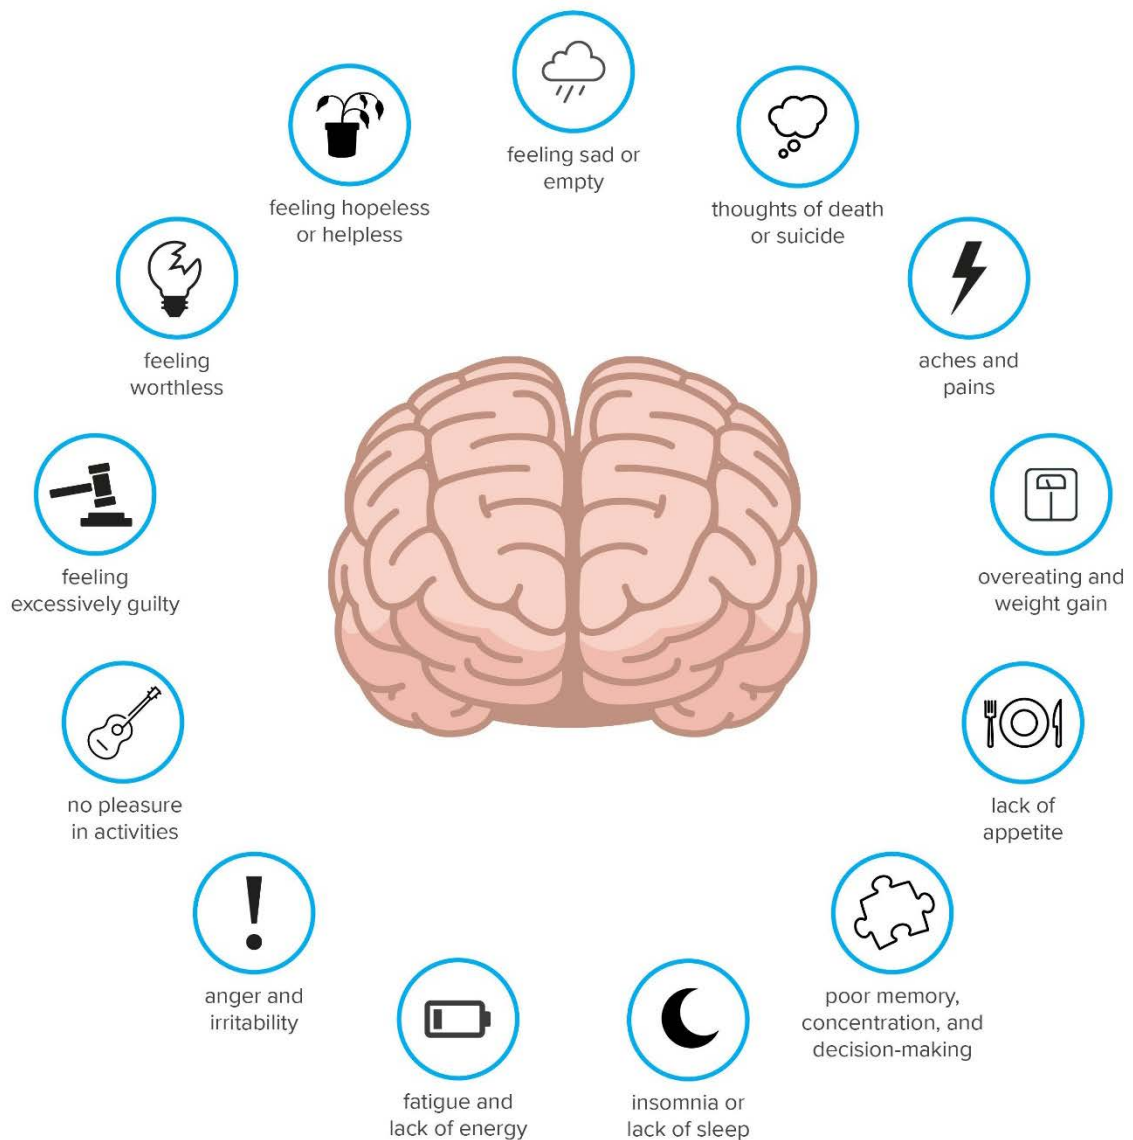 feeling sad or
empty
thoughts of death
or suicide
aches and
pains
overeating and
weight gain
lack of
appetite
poor memory,
concentration, and
decision-making
insomnia or
lack of sleep
fatigue and
lack of energy
anger and
irritability
no pleasure
in activities
feeling
excessively guilty
feeling
worthless
feeling hopeless
or helpless